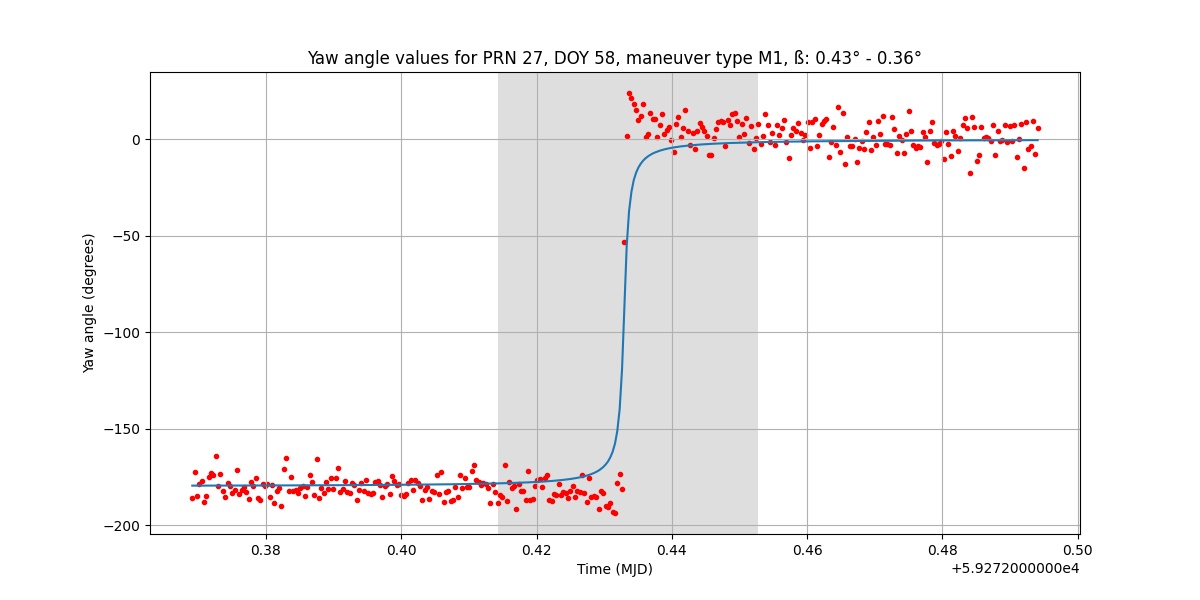 Yaw angle values for PRN 27, DOY 58, maneuver type M1, ß: 0.43° - 0.36°
Yaw angle (degrees)
0
−50
−100
−150
−200
0.38 0.40 0.42 0.44 0.46 0.48 0.50
Time (MJD)
+5.9272000000e4